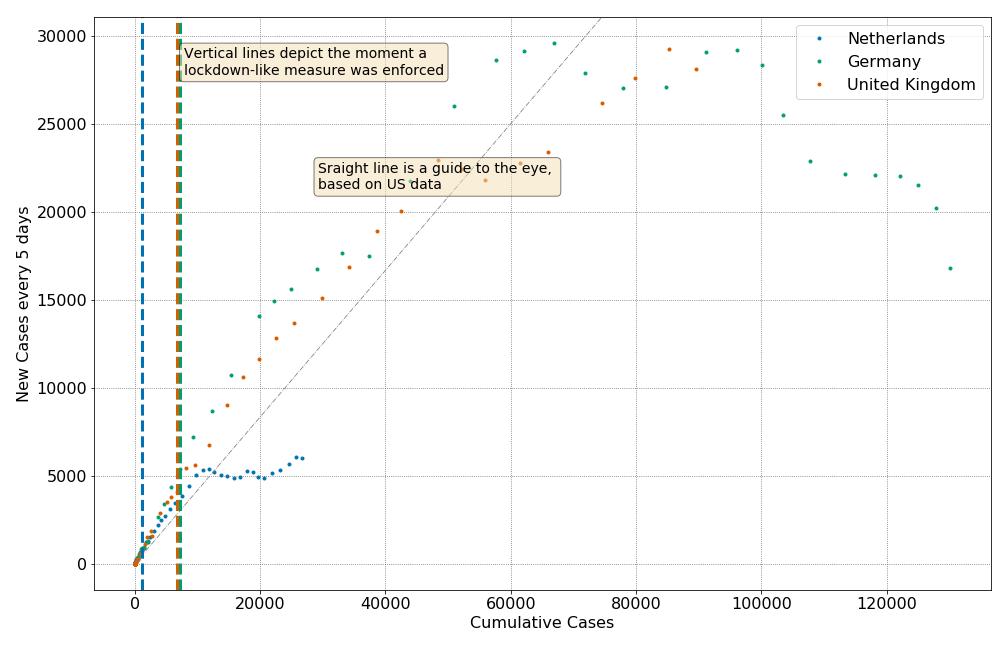 Vertical lines depict the moment a
lockdown-like measure was enforced
Sraight line is a guide to the eye,
based on US data
Netherlands
Germany
United Kingdom
New Cases every 5 days
30000
25000
20000
15000
10000
5000
0
0 20000 40000 60000 80000 100000 120000
Cumulative Cases